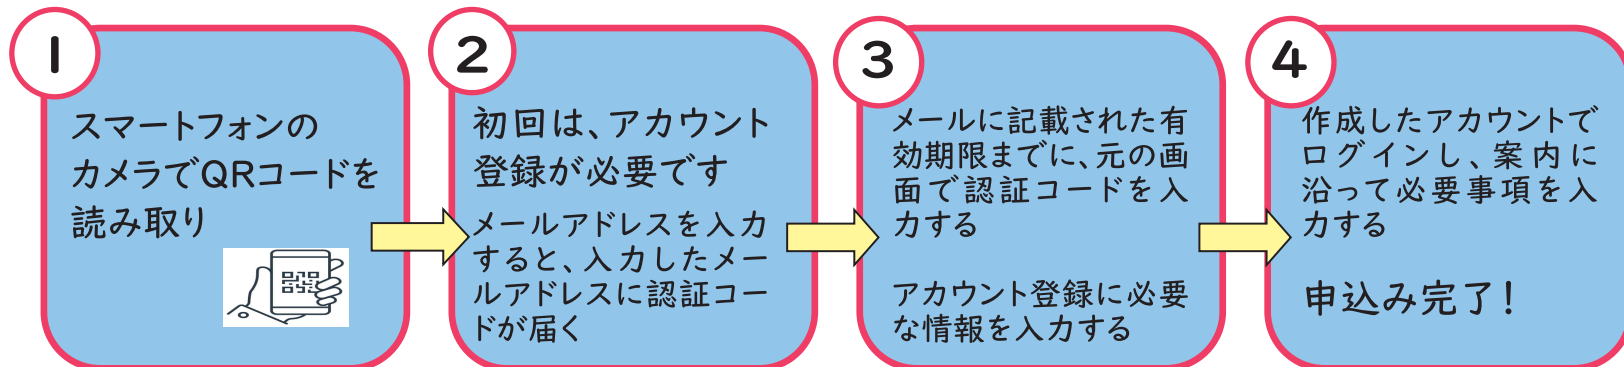 1
スマートフォンの
カメラでQRコードを
読み取り
2
初回は、アカウント
登録が必要です
メールアドレスを入力
すると、入力したメー
ルアドレスに認証コー
ドが届く
3
メールに記載された有
効期限までに、元の画
面で認証コードを入
力する
アカウント登録に必要
な情報を入力する
4
作成したアカウントで
ログインし、案内に
沿って必要事項を入
力する
申込み完了!